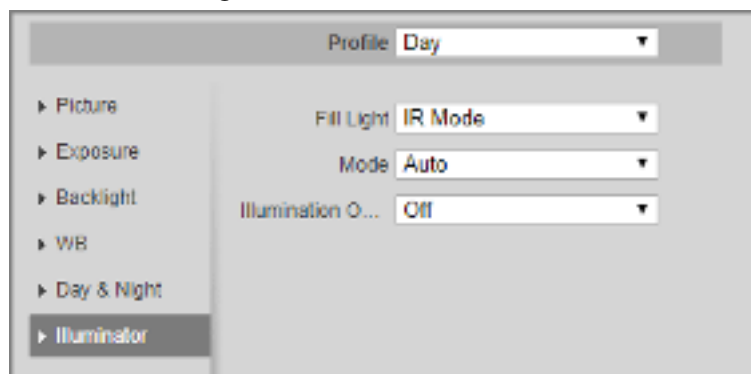 Profile Day
Picture
Fill Light IR Mode
Exposure
Mode Auto
Backlight
Illumination O... Off
WB
Day & Night
Illuminator